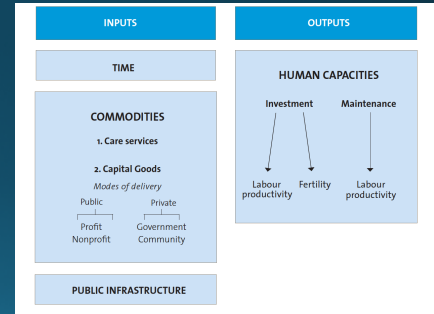 INPUTS
TIME
COMMODITIES
1. Care services
2. Capital Goods
Modes of delivery
Public Private
Profit Government
Nonprofit Community
PUBLIC INFRASTRUCTURE
OUTPUTS
HUMAN CAPACITIES
Investment Maintenance
Labour Fertility Labour
productivity productivity